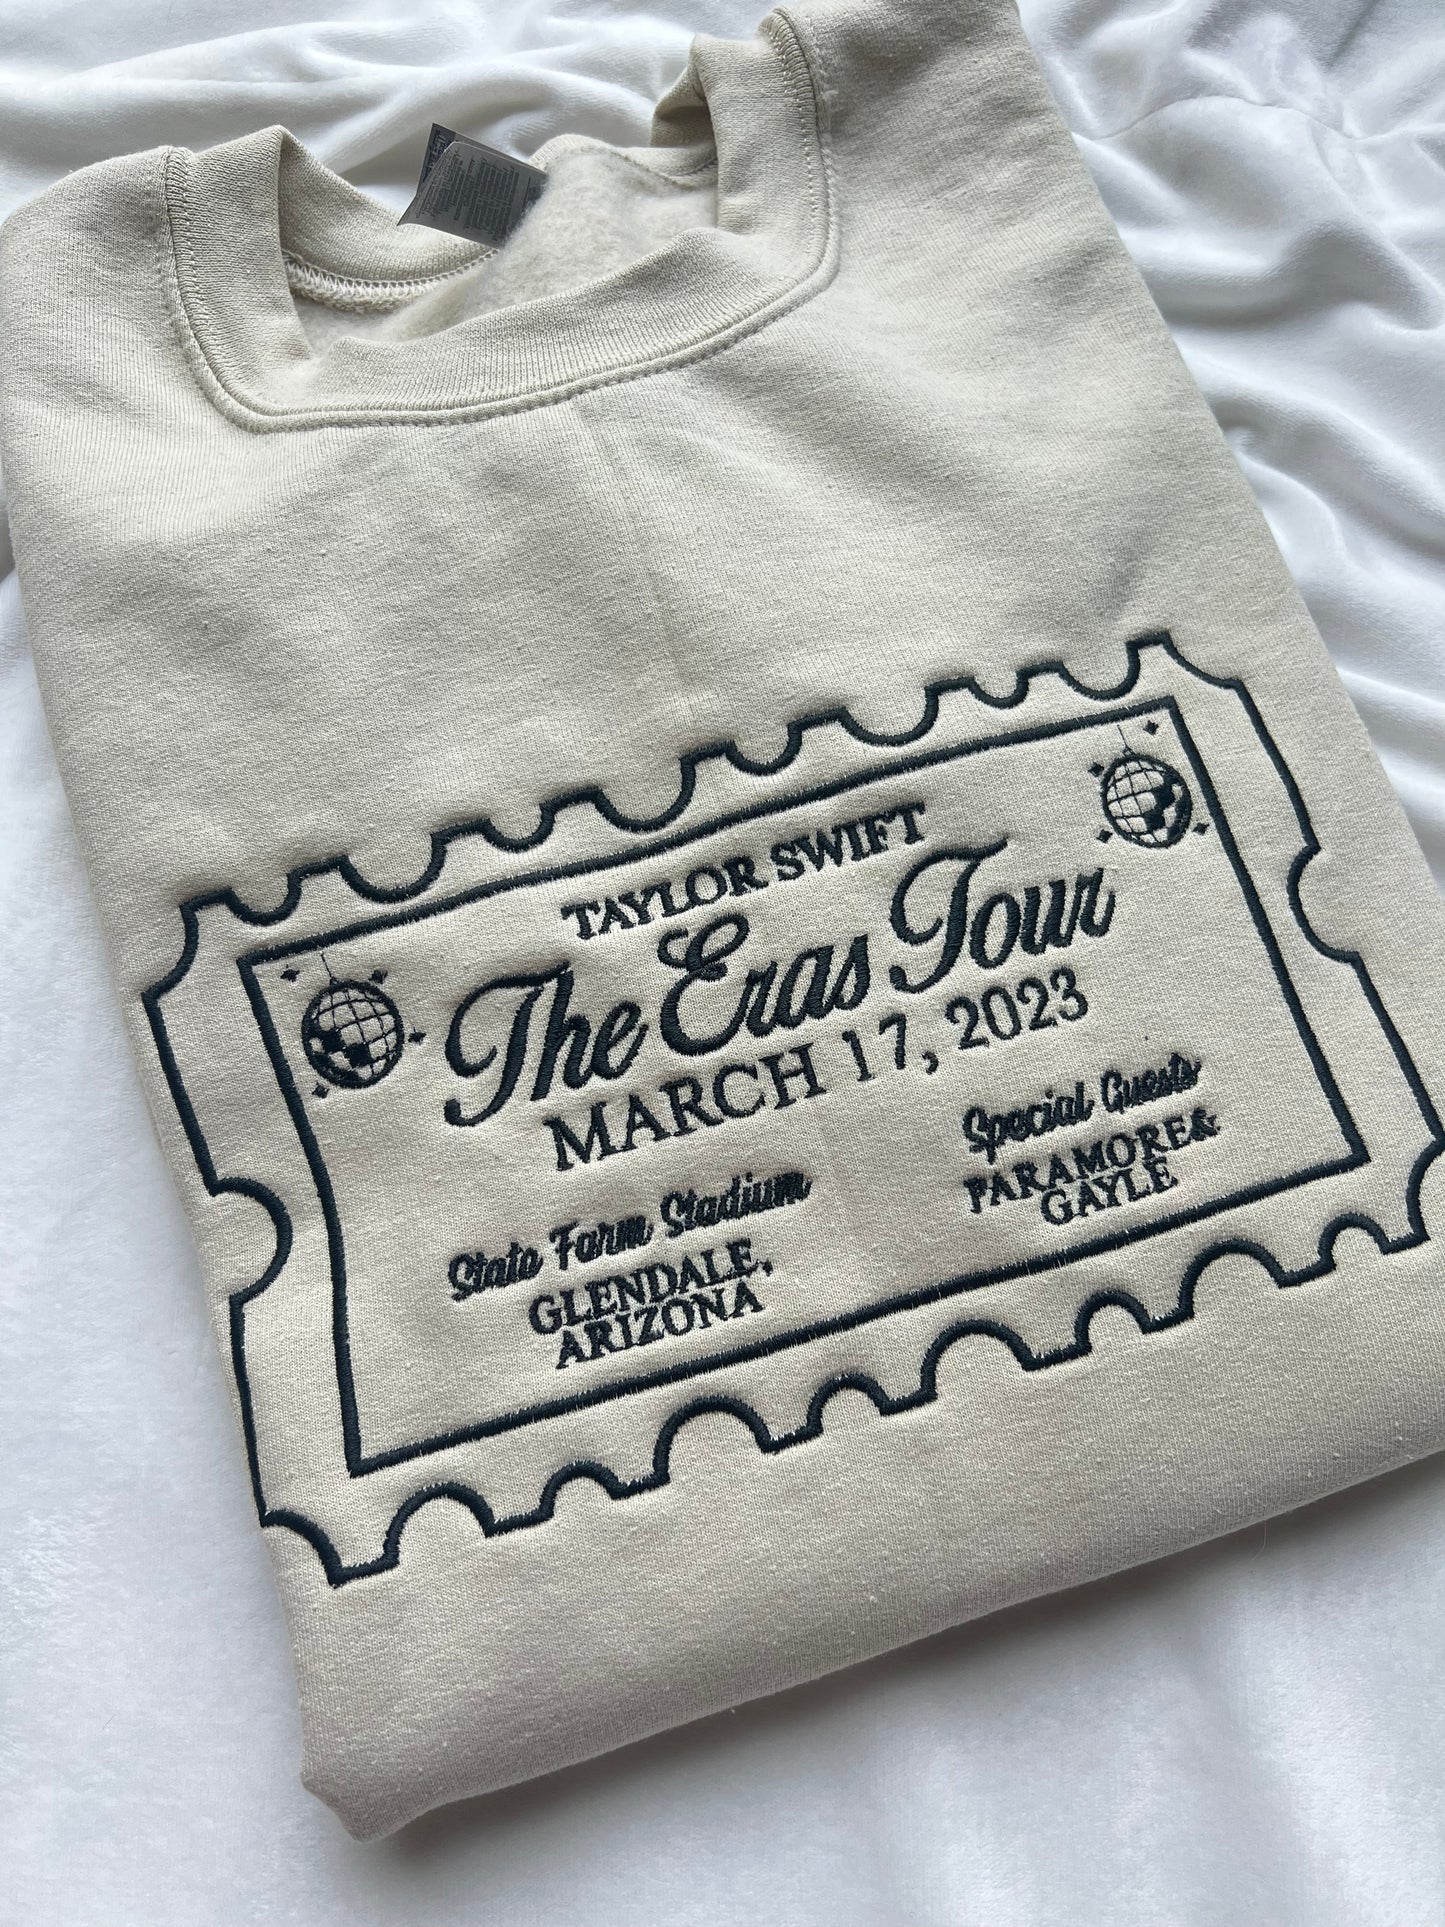 TAYLOR SWIFT
The Eras Tour
MARCH 17, 2023
State Farm Stadium
GLENDALE,
ARIZONA
Special Guests
PARAMORE&
GAYLE